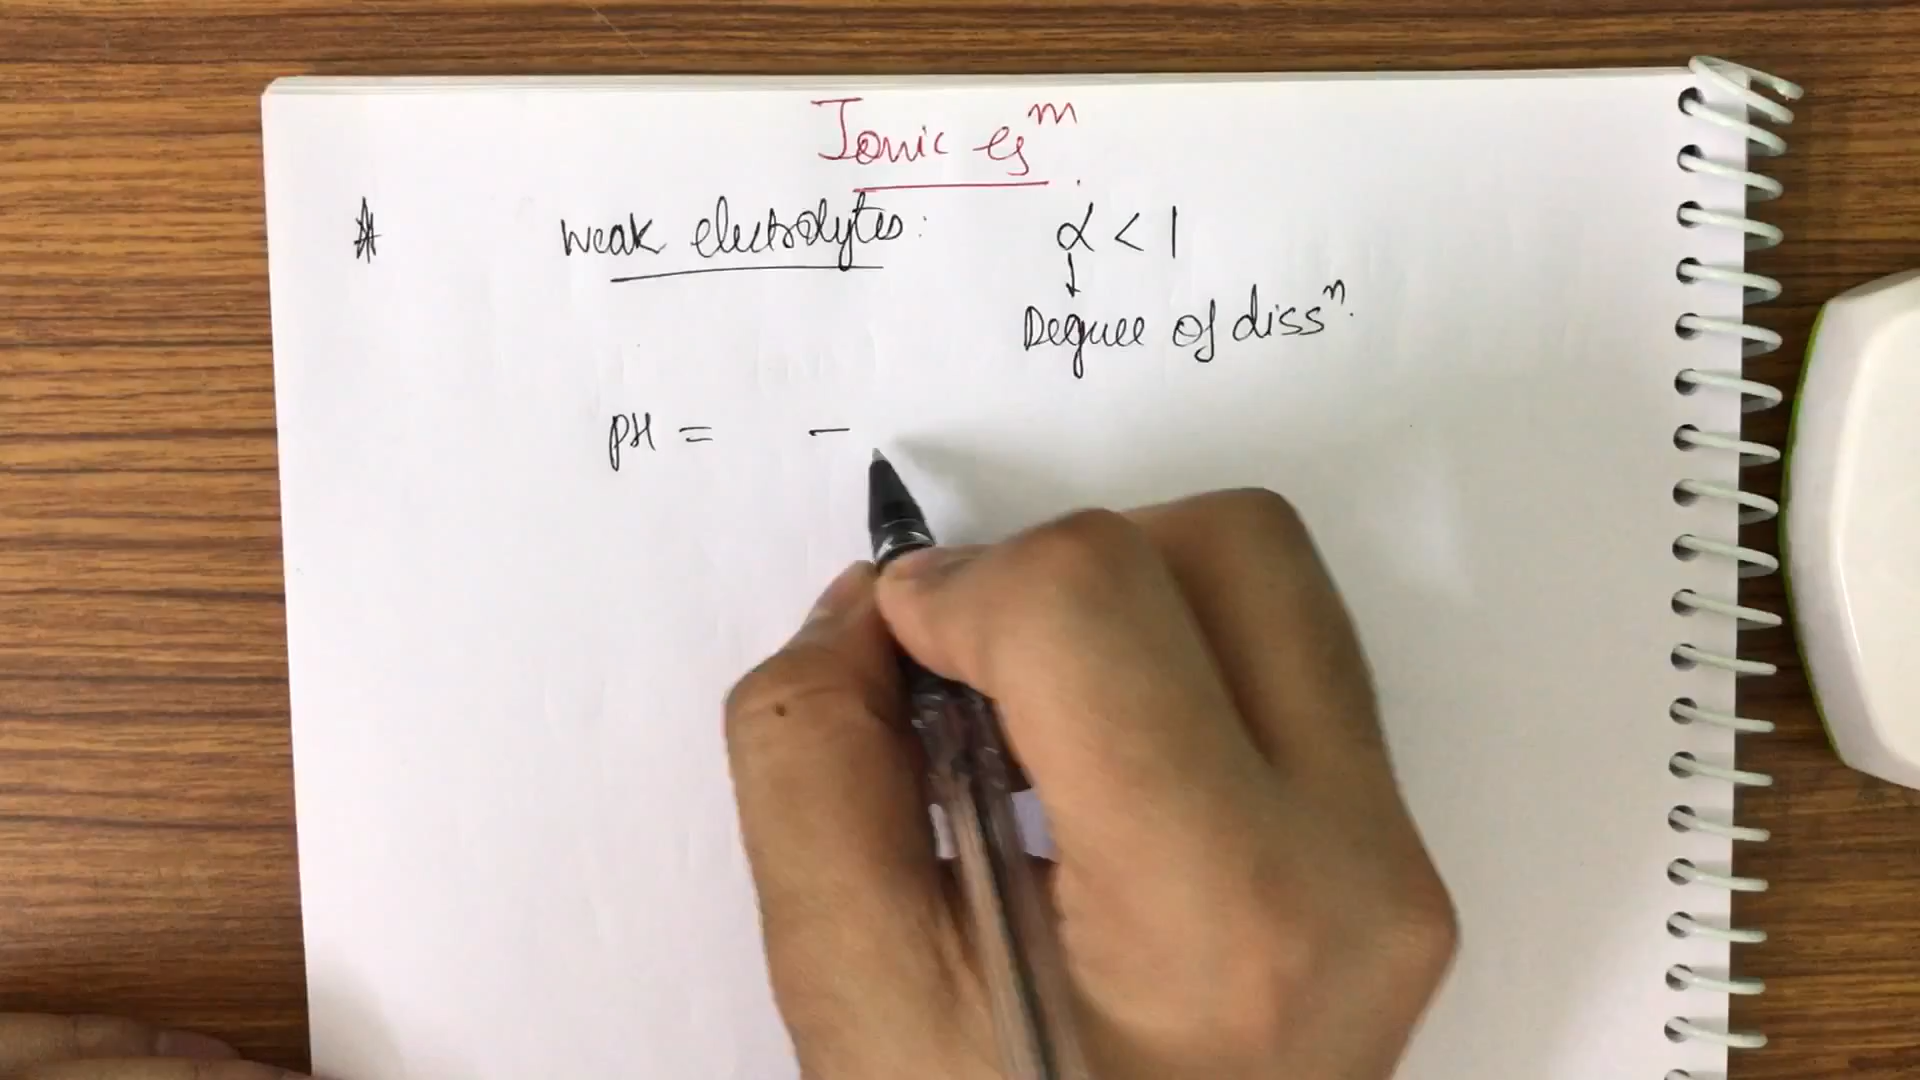 Ionic eqᵐ
* weak electrolytes: α < 1
↓
Degree of dissⁿ.
pH = -